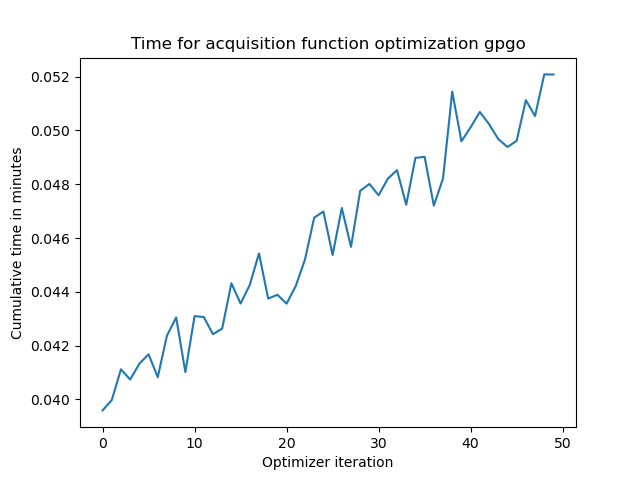 Time for acquisition function optimization gpgo
0.052
0.050
0.048
0.046
0.044
0.042
0.040
Cumulative time in minutes
0 10 20 30 40 50
Optimizer iteration